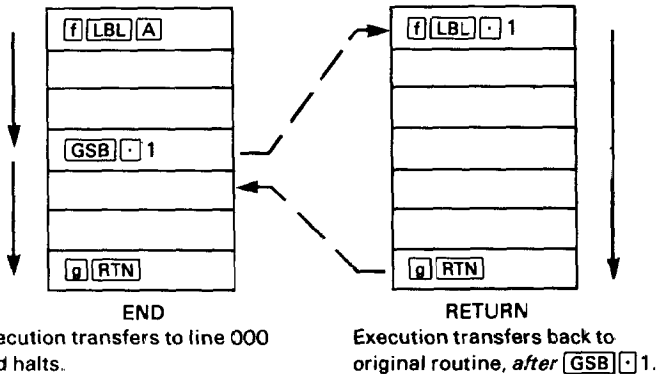 f LBL A
GSB · 1
g RTN
END
ecution transfers to line 000
d halts.
f LBL · 1
g RTN
RETURN
Execution transfers back to
original routine, after GSB · 1.